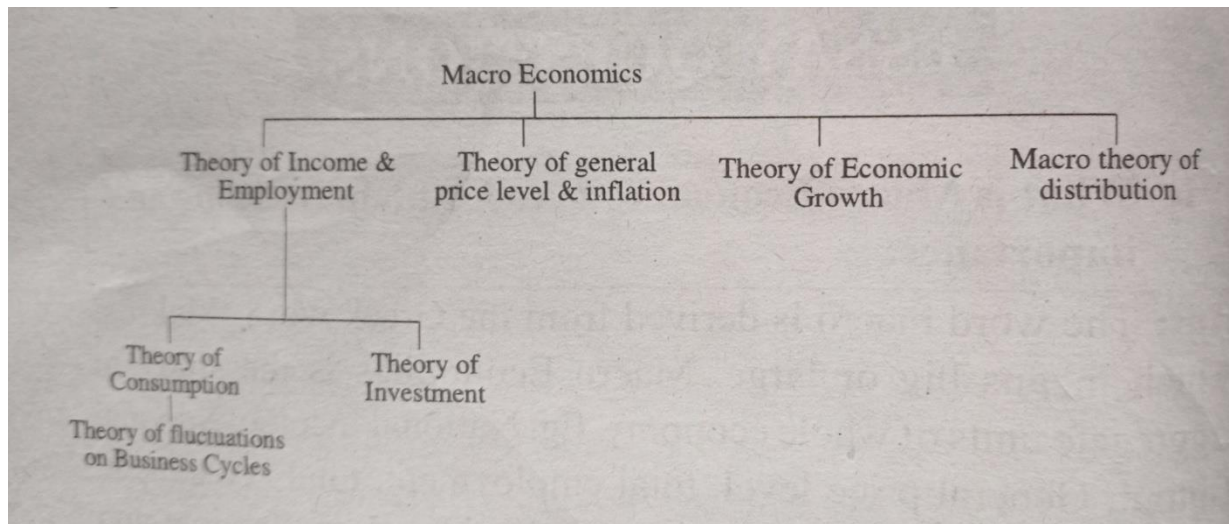 Macro Economics
Theory of Income &
Employment
Theory of general
price level & inflation
Theory of Economic
Growth
Macro theory of
distribution
Theory of
Consumption
Theory of
Investment
Theory of fluctuations
on Business Cycles